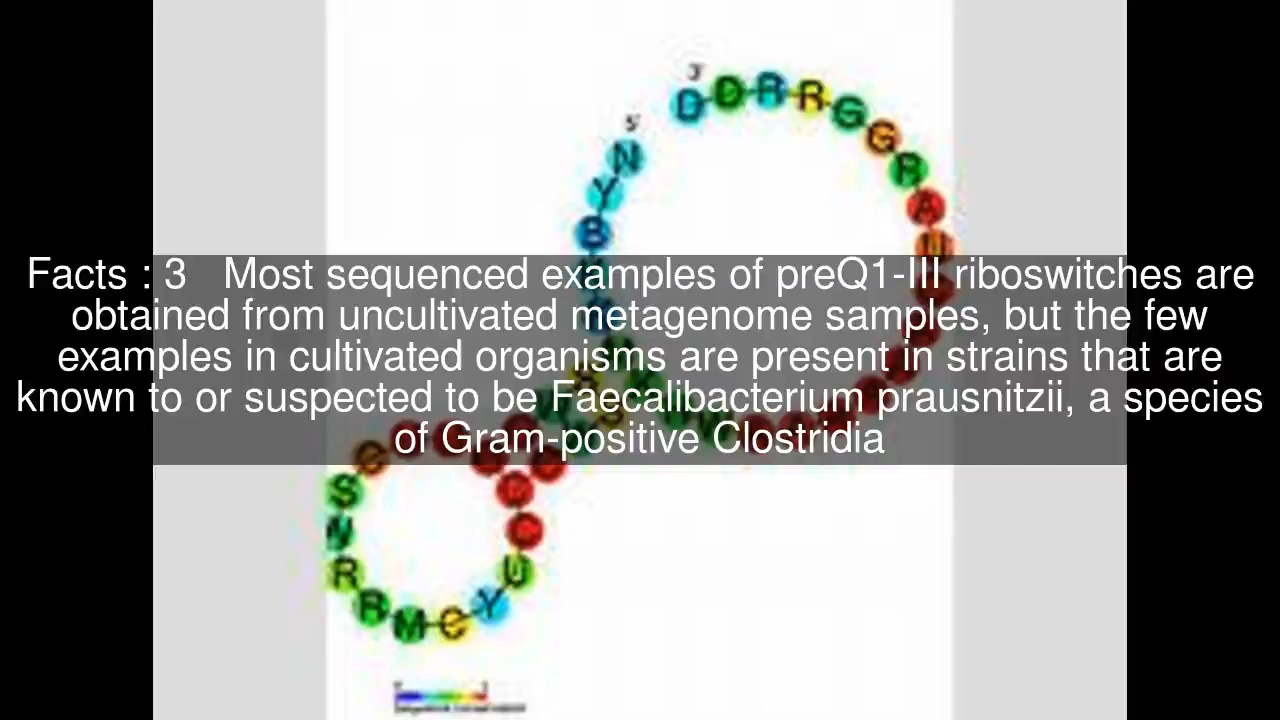 3'
D D R R G G R A U
5'
N Y B
Facts : 3   Most sequenced examples of preQ1-III riboswitches are
obtained from uncultivated metagenome samples, but the few
examples in cultivated organisms are present in strains that are
known to or suspected to be Faecalibacterium prausnitzii, a species
of Gram-positive Clostridia
S
R
R M C Y U
C